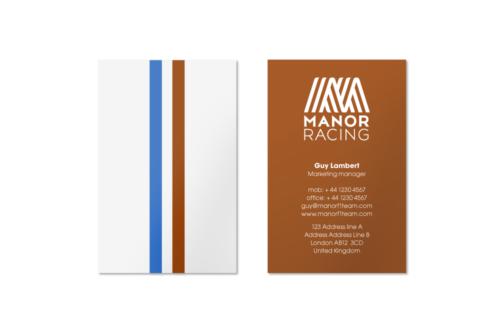 MANOR
RACING
Guy Lambert
Marketing manager
mob: + 44 1230 4567
office: + 44 1230 4567
guy@manorf1team.com
www.manorf1team.com
123 Address line A
Address Address Line B
London AB12 3CD
United Kingdom